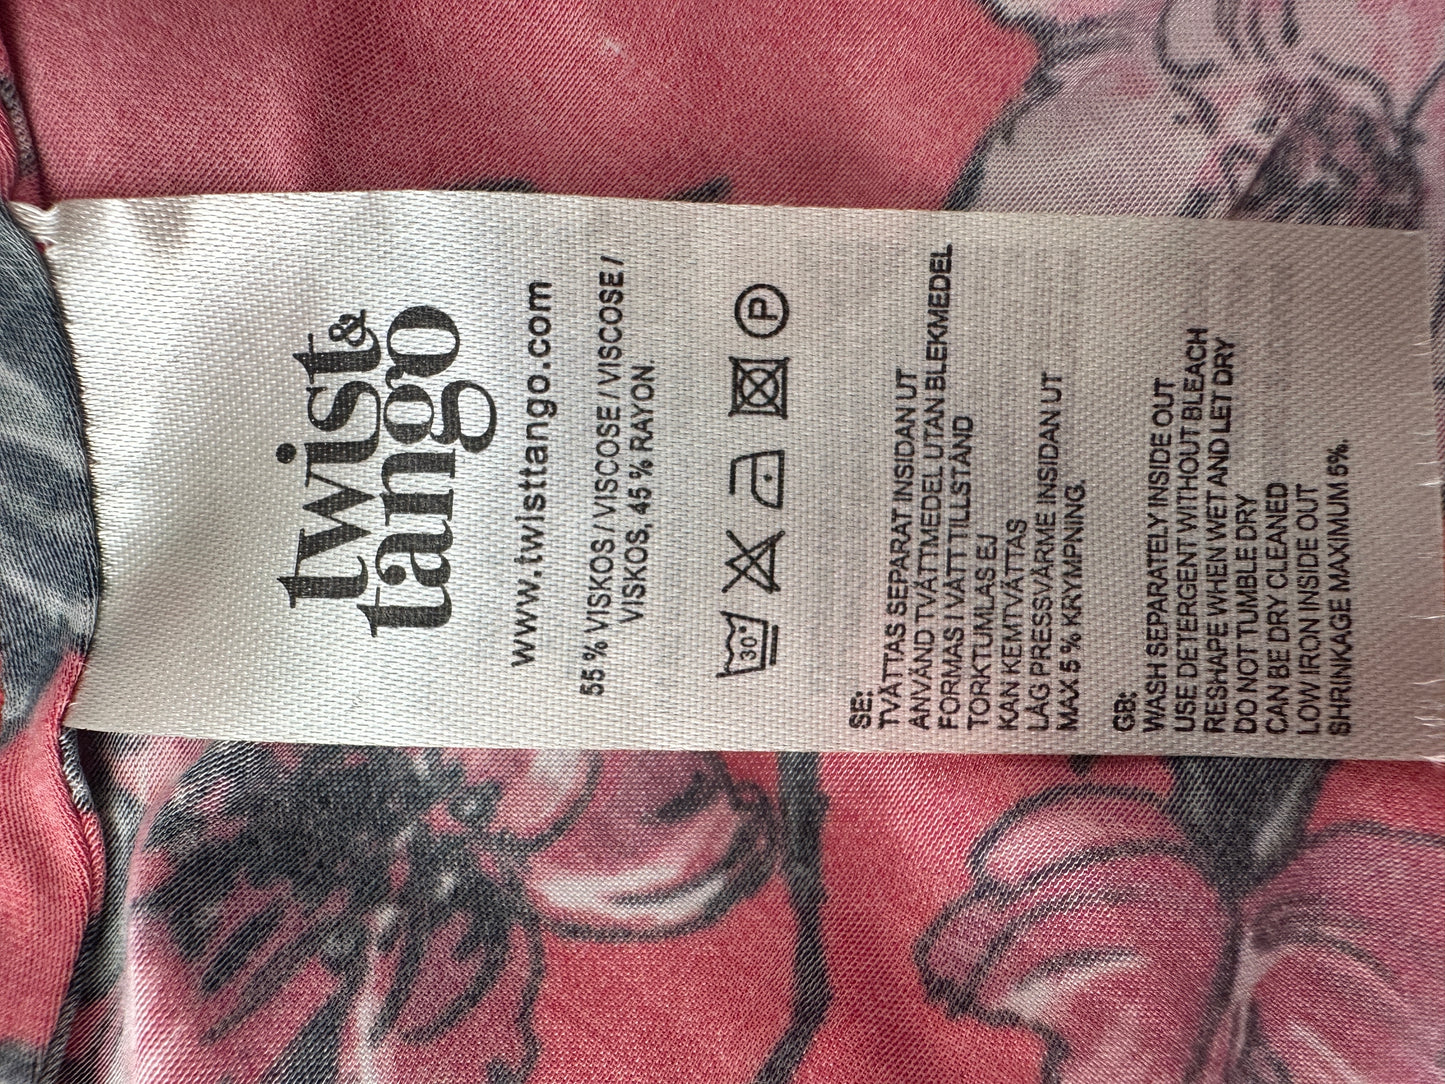 twist&
tango
www.twisttango.com
55 % VISKOS / VISCOSE / VISCOSE /
VISKOS, 45 % RAYON.
30°
P
SE:
TVÄTTAS SEPARAT INSIDAN UT
ANVÄND TVÄTTMEDEL UTAN BLEKMEDEL
FORMAS I VÅTT TILLSTÅND
TORKTUMLAS EJ
KAN KEMTVÄTTAS
LÅG PRESSVÄRME INSIDAN UT
MAX 5 % KRYMPNING.
GB:
WASH SEPARATELY INSIDE OUT
USE DETERGENT WITHOUT BLEACH
RESHAPE WHEN WET AND LET DRY
DO NOT TUMBLE DRY
CAN BE DRY CLEANED
LOW IRON INSIDE OUT
SHRINKAGE MAXIMUM 5%.